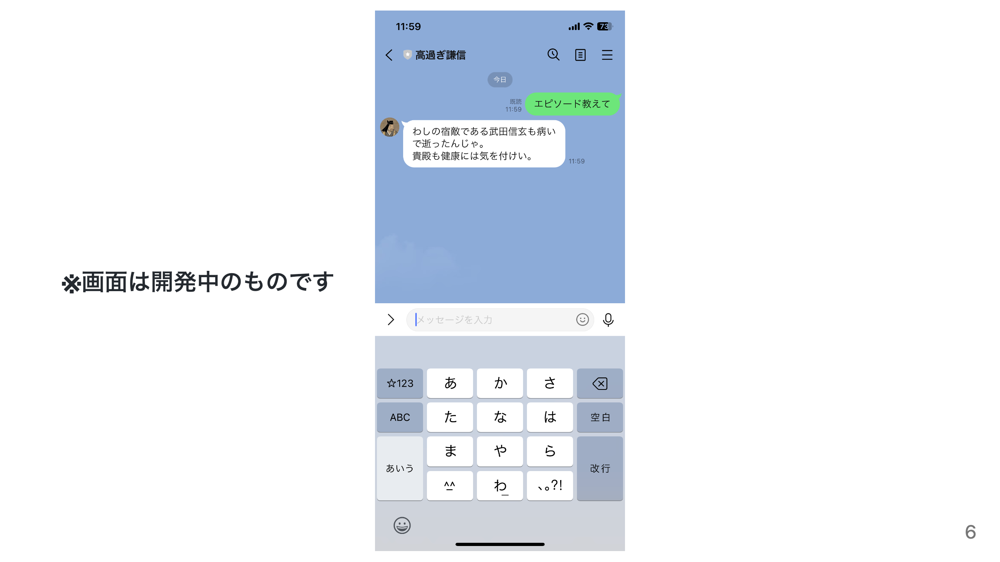 11:59
73
高過ぎ謙信
今日
既読
11:59
エピソード教えて
わしの宿敵である武田信玄も病い
で逝ったんじゃ。
貴殿も健康には気を付けい。
11:59
※画面は開発中のものです
メッセージを入力
☆123
あ
か
さ
ABC
た
な
は
空白
あいう
ま
や
ら
改行
^_^
わ_
、。?!
6